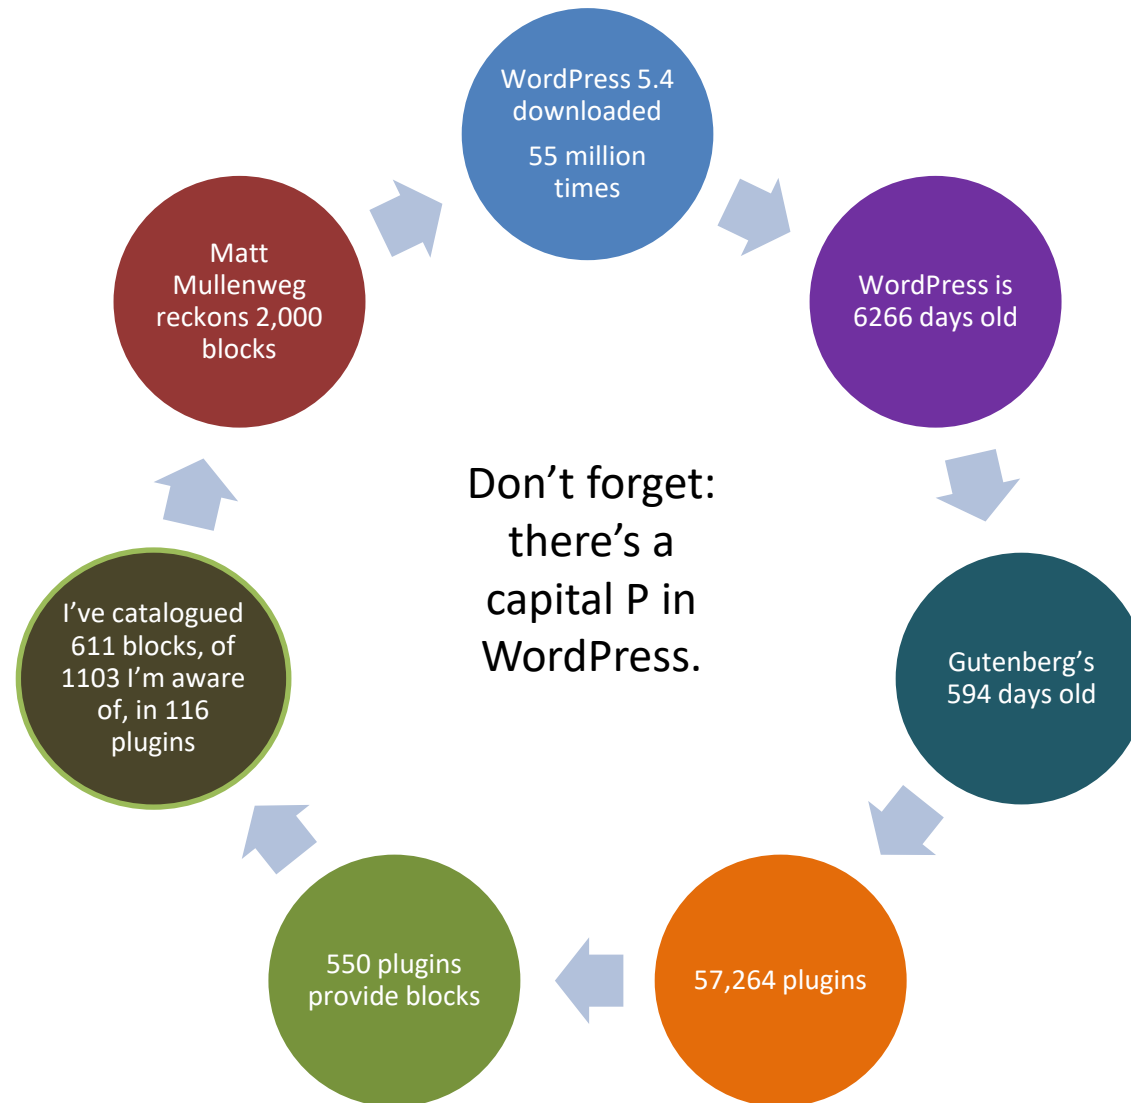 WordPress 5.4
downloaded
55 million
times
WordPress is
6266 days old
Gutenberg’s
594 days old
57,264 plugins
550 plugins
provide blocks
I’ve catalogued
611 blocks, of
1103 I’m aware
of, in 116
plugins
Matt
Mullenweg
reckons 2,000
blocks
Don’t forget:
there’s a
capital P in
WordPress.